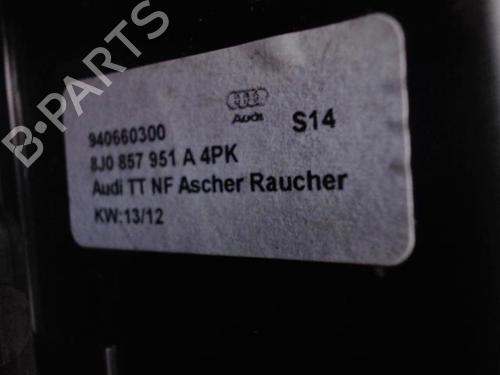 B-PARTS
Audi
S14
940660300
8J0 857 951 A 4PK
Audi TT NF Ascher Raucher
KW:13/12